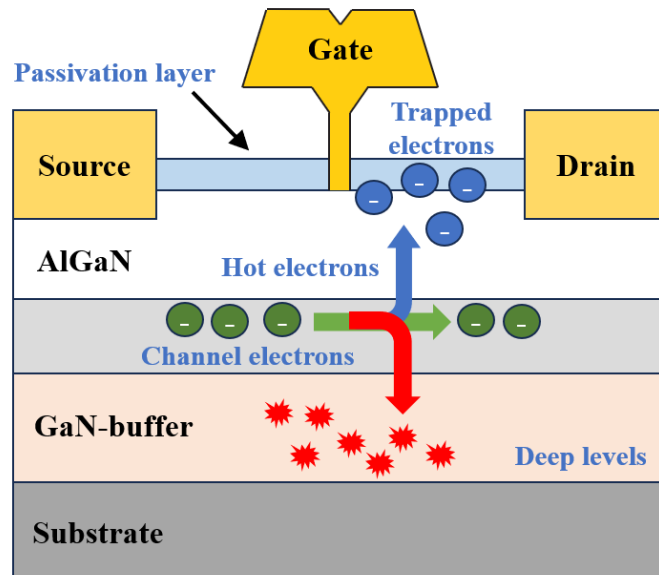 Gate
Passivation layer
Trapped
electrons
Source
Drain
AlGaN
Hot electrons
Channel electrons
GaN-buffer
Deep levels
Substrate